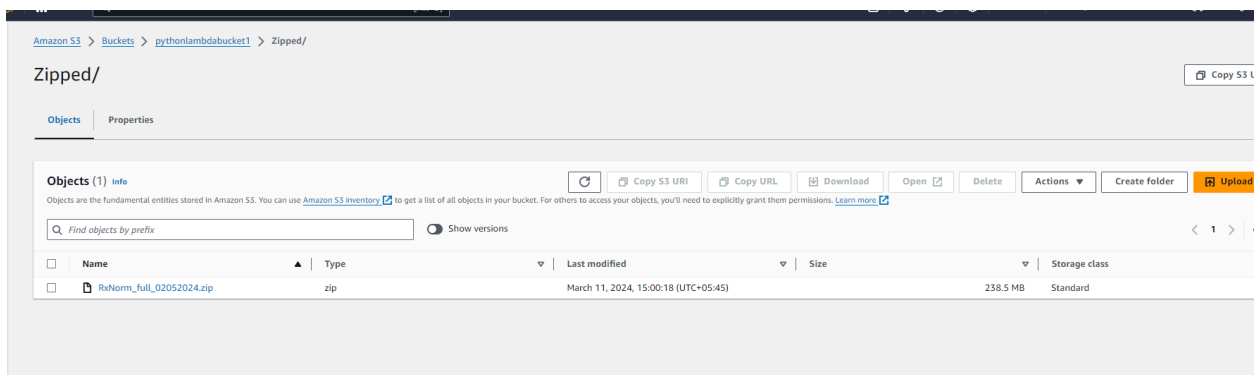 Amazon S3 > Buckets > pythonlambdabucket1 > Zipped/
Zipped/
Copy S3 U
Objects Properties
Objects (1) Info
Copy S3 URI Copy URL Download Open Delete Actions Create folder Upload
Objects are the fundamental entities stored in Amazon S3. You can use Amazon S3 inventory to get a list of all objects in your bucket. For others to access your objects, you'll need to explicitly grant them permissions. Learn more
Find objects by prefix Show versions < 1 >
Name Type Last modified Size Storage class
RxNorm_full_02052024.zip zip March 11, 2024, 15:00:18 (UTC+05:45) 238.5 MB Standard